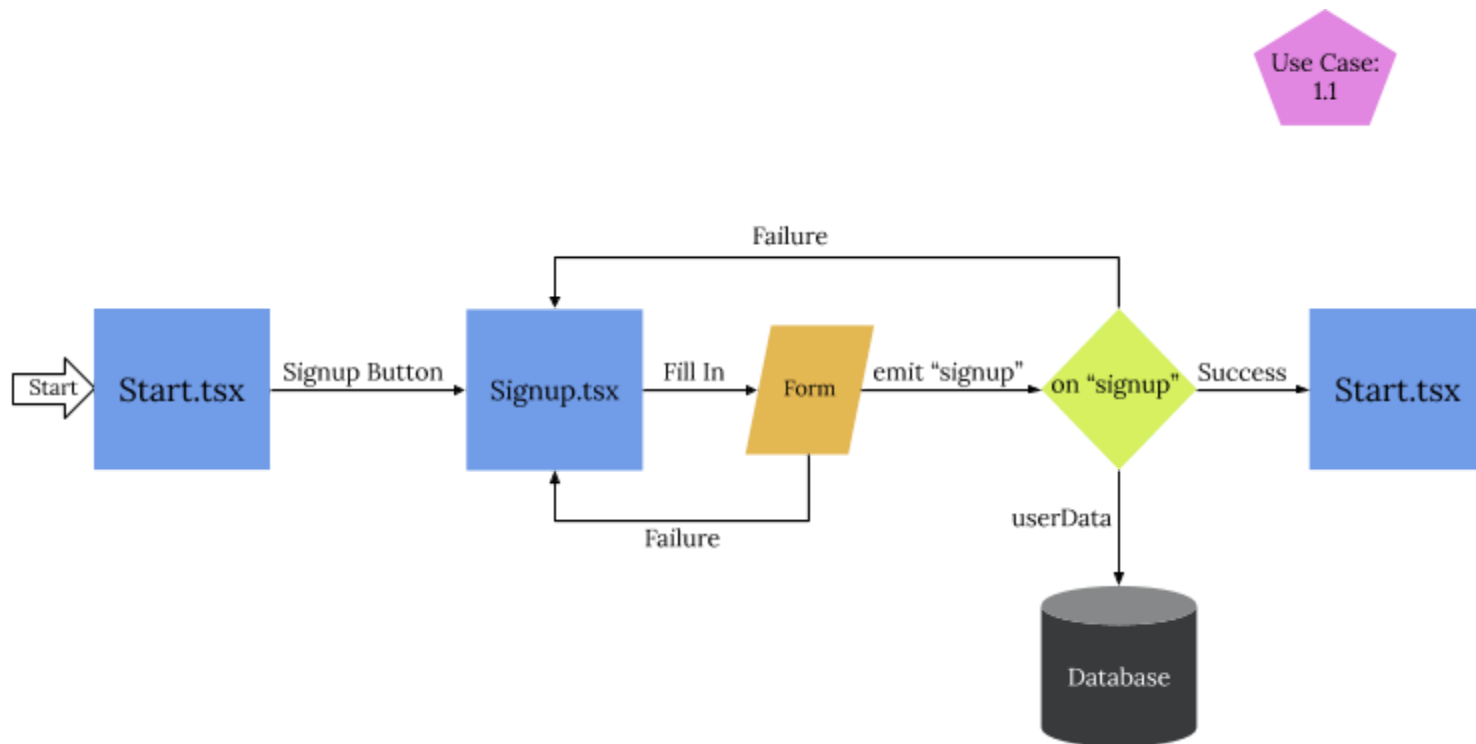 Use Case:
1.1
Failure
Start
Start.tsx
Signup Button
Signup.tsx
Fill In
Form
emit “signup”
on “signup”
Success
Start.tsx
Failure
userData
Database